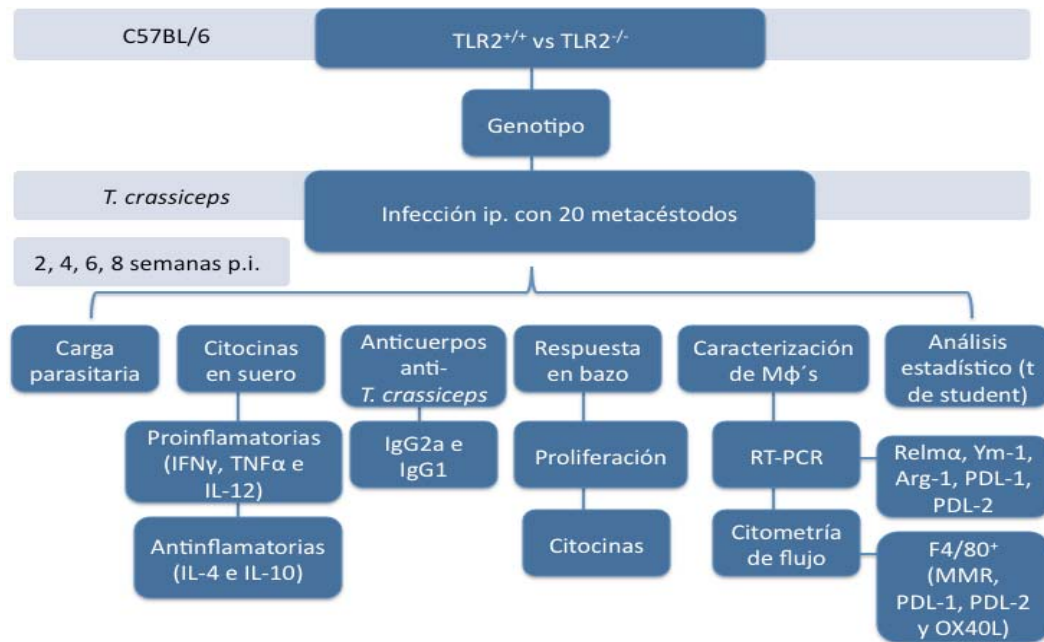 C57BL/6
TLR2+/+ vs TLR2-/-
Genotipo
T. crassiceps
Infección ip. con 20 metacéstodos
2, 4, 6, 8 semanas p.i.
Carga
parasitaria
Citocinas
en suero
Proinflamatorias
(IFNγ, TNFα e
IL-12)
Antinflamatorias
(IL-4 e IL-10)
Anticuerpos
anti-
T. crassiceps
IgG2a e
IgG1
Respuesta
en bazo
Proliferación
Citocinas
Caracterización
de Mϕ´s
RT-PCR
Citometría
de flujo
Análisis
estadístico (t
de student)
Relmα, Ym-1,
Arg-1, PDL-1,
PDL-2
F4/80+
(MMR,
PDL-1, PDL-2
y OX40L)